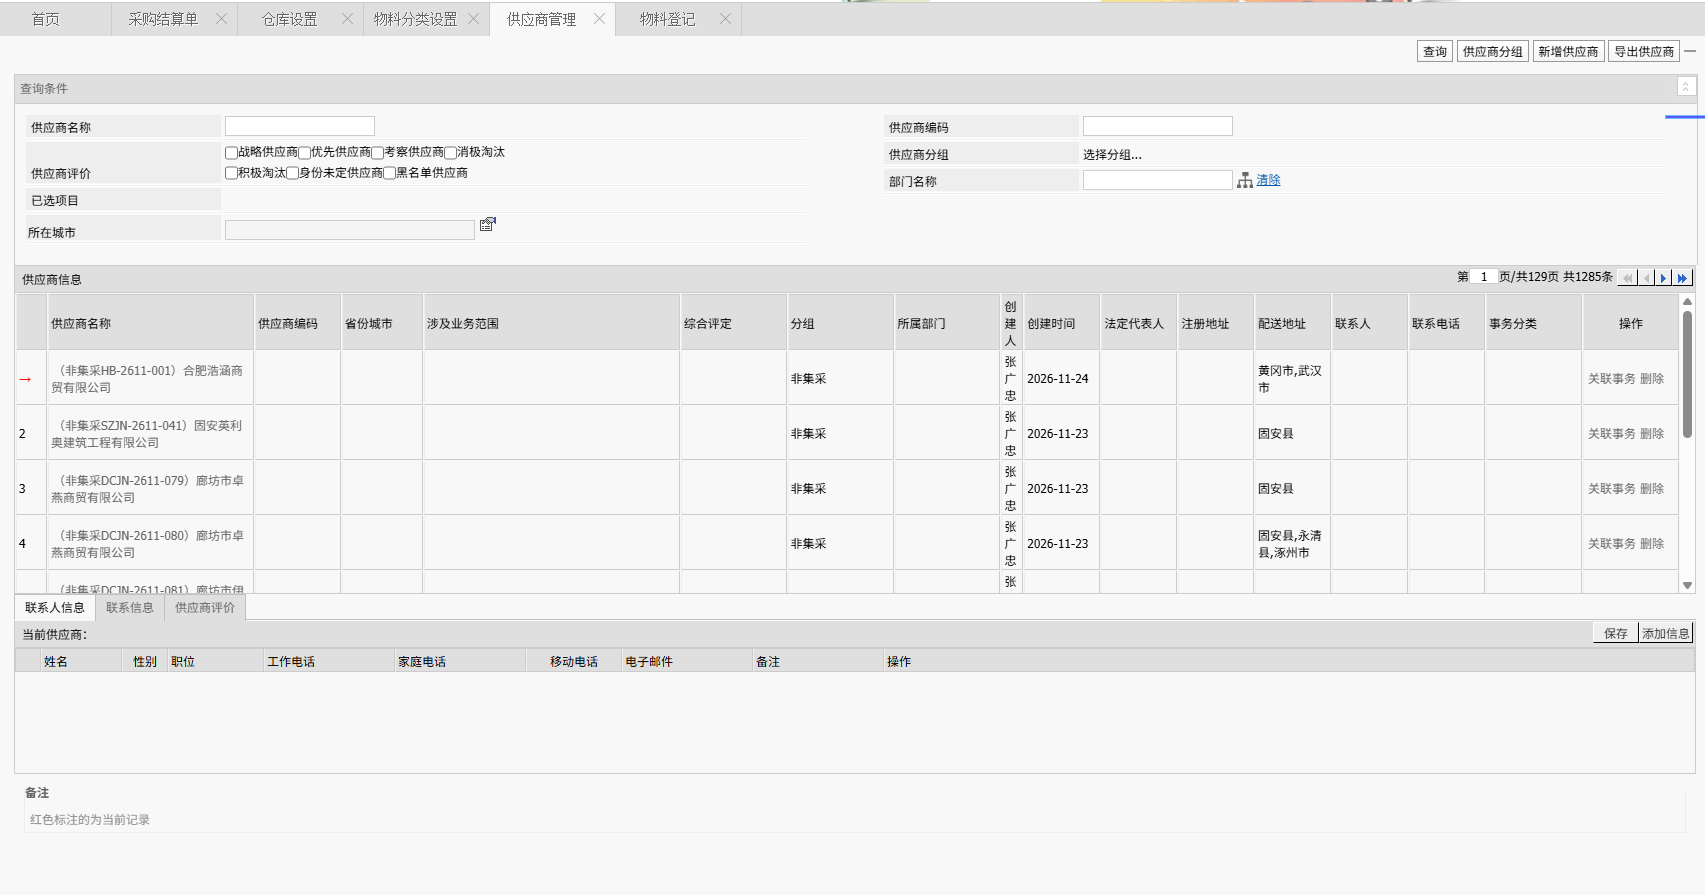 首页 采购结算单 仓库设置 物料分类设置 供应商管理 物料登记
查询 供应商分组 新增供应商 导出供应商
查询条件
供应商名称 供应商编码
供应商评价 战略供应商 优先供应商 考察供应商 消极淘汰 供应商分组 选择分组...
积极淘汰 身份未定供应商 黑名单供应商 部门名称 清除
已选项目
所在城市
供应商信息 第 1 页/共129页 共1285条
供应商名称 供应商编码 省份城市 涉及业务范围 综合评定 分组 所属部门 创建人 创建时间 法定代表人 注册地址 配送地址 联系人 联系电话 事务分类 操作
→ （非集采HB-2611-001）合肥浩涵商贸有限公司 非集采 张广忠 2026-11-24 黄冈市,武汉市 关联事务 删除
2 （非集采SZJN-2611-041）固安英利奥建筑工程有限公司 非集采 张广忠 2026-11-23 固安县 关联事务 删除
3 （非集采DCJN-2611-079）廊坊市卓燕商贸有限公司 非集采 张广忠 2026-11-23 固安县 关联事务 删除
4 （非集采DCJN-2611-080）廊坊市卓燕商贸有限公司 非集采 张广忠 2026-11-23 固安县,永清县,涿州市 关联事务 删除
（非集采DCJN-2611-081）廊坊市伊 张
联系人信息 联系信息 供应商评价
当前供应商: 保存 添加信息
姓名 性别 职位 工作电话 家庭电话 移动电话 电子邮件 备注 操作
备注
红色标注的为当前记录